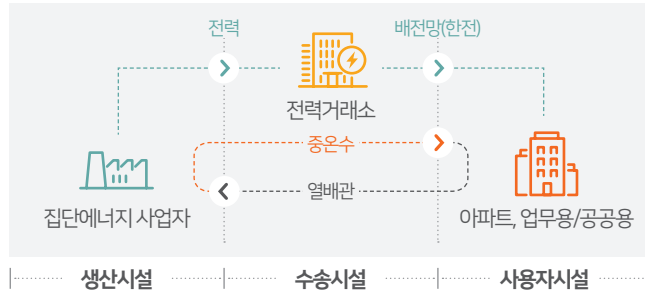 전력
배전망(한전)
전력거래소
중온수
열배관
집단에너지 사업자
아파트, 업무용/공공용
생산시설
수송시설
사용자시설